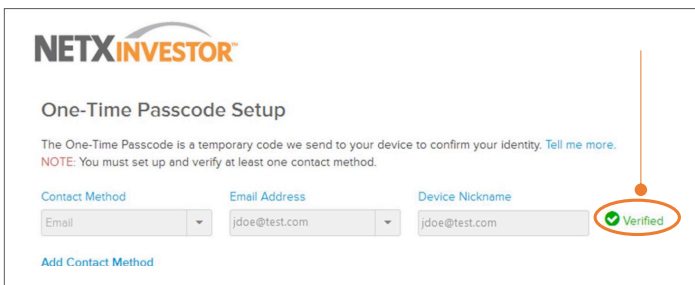 NETXINVESTOR™
One-Time Passcode Setup
The One-Time Passcode is a temporary code we send to your device to confirm your identity. Tell me more.
NOTE: You must set up and verify at least one contact method.
Contact Method Email Address Device Nickname
Email jdoe@test.com jdoe@test.com Verified
Add Contact Method